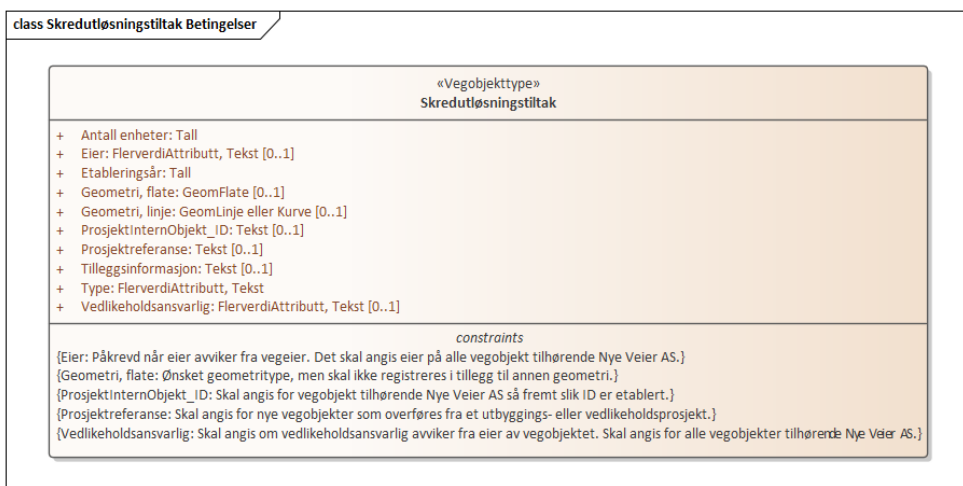 class Skredutløsningstiltak Betingelser
«Vegobjekttype»
Skredutløsningstiltak
+ Antall enheter: Tall
+ Eier: FlerverdiAttributt, Tekst [0..1]
+ Etableringsår: Tall
+ Geometri, flate: GeomFlate [0..1]
+ Geometri, linje: GeomLinje eller Kurve [0..1]
+ ProsjektInternObjekt_ID: Tekst [0..1]
+ Prosjektreferanse: Tekst [0..1]
+ Tilleggsinformasjon: Tekst [0..1]
+ Type: FlerverdiAttributt, Tekst
+ Vedlikeholdsansvarlig: FlerverdiAttributt, Tekst [0..1]
constraints
{Eier: Påkrevd når eier avviker fra vegeier. Det skal angis eier på alle vegobjekt tilhørende Nye Veier AS.}
{Geometri, flate: Ønsket geometritype, men skal ikke registreres i tillegg til annen geometri.}
{ProsjektInternObjekt_ID: Skal angis for vegobjekt tilhørende Nye Veier AS så fremt slik ID er etablert.}
{Prosjektreferanse: Skal angis for nye vegobjekter som overføres fra et utbyggings- eller vedlikeholdsprosjekt.}
{Vedlikeholdsansvarlig: Skal angis om vedlikeholdsansvarlig avviker fra eier av vegobjektet. Skal angis for alle vegobjekter tilhørende Nye Veier AS.}